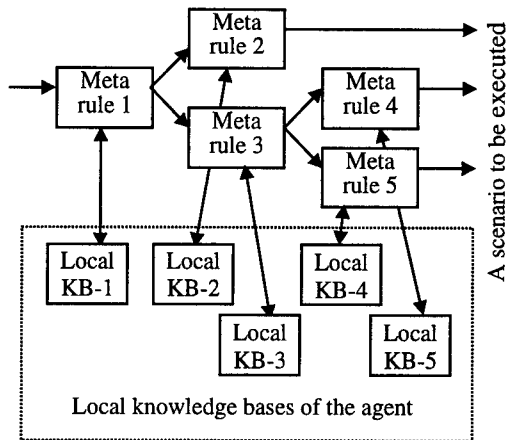 Meta
rule 2
Meta
rule 1
Meta
rule 3
Meta
rule 4
Meta
rule 5
A scenario to be executed
Local
KB-1
Local
KB-2
Local
KB-4
Local
KB-3
Local
KB-5
Local knowledge bases of the agent